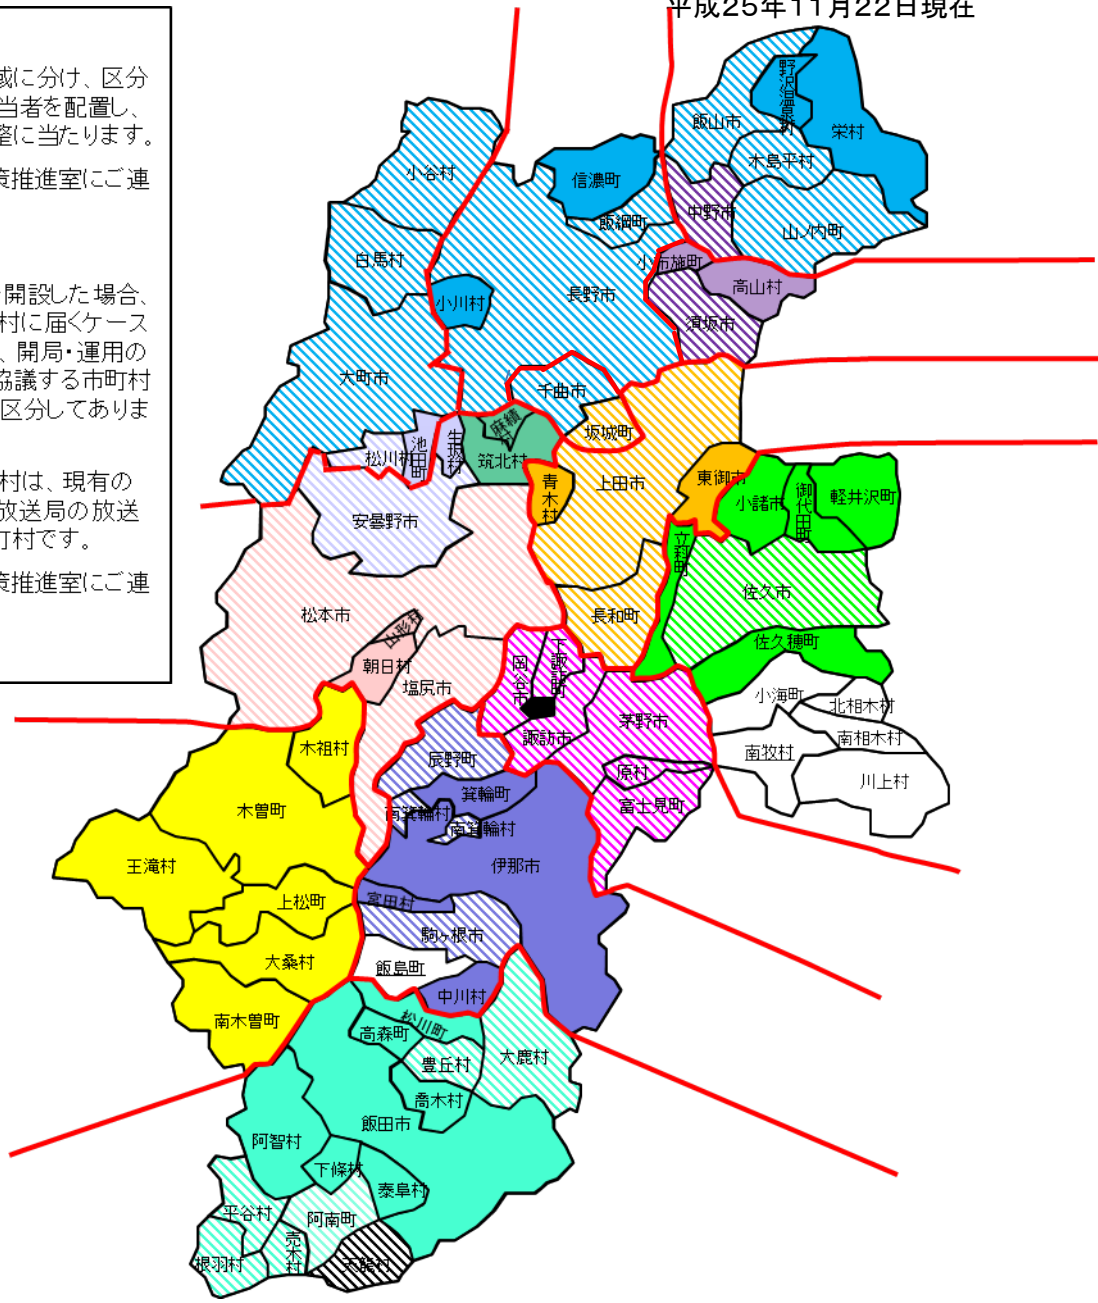 平成25年11月22日現在
域に分け、区分
当者を配置し、
整に当たります。
策推進室にご連
開設した場合、
村に届くケース
、開局・運用の
協議する市町村
区分してありま
村は、現有の
放送局の放送
町村です。
策推進室にご連
野沢温泉村
飯山市
栄村
木島平村
小谷村
信濃町
中野市
飯綱町
山ノ内町
白馬村
小布施町
高山村
長野市
小川村
須坂市
大町市
千曲市
麻績村
坂城町
生坂村
池田町
松川村
筑北村
青木村
上田市
東御市
小諸市
御代田町
軽井沢町
安曇野市
立科町
佐久市
松本市
長和町
山形村
佐久穂町
朝日村
塩尻市
岡谷市
下諏訪町
小海町
北相木村
茅野市
諏訪市
南相木村
木祖村
南牧村
辰野町
原村
川上村
箕輪町
富士見町
木曽町
南箕輪村
南箕輪村
王滝村
伊那市
上松町
宮田村
駒ヶ根市
大桑村
飯島町
中川村
南木曽町
松川町
高森町
大鹿村
豊丘村
喬木村
飯田市
阿智村
下條村
泰阜村
平谷村
阿南町
売木村
根羽村
天龍村